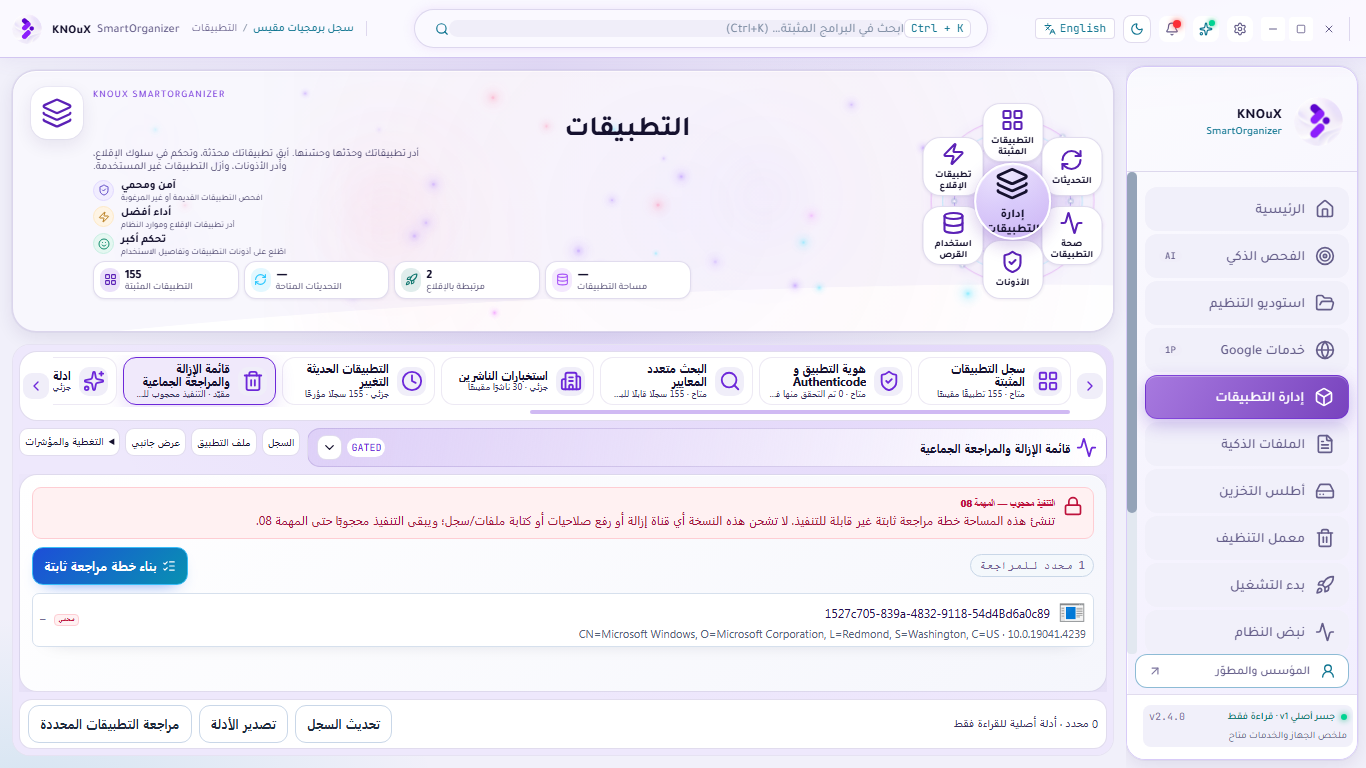 KNOUX SmartOrganizer
التطبيقات / سجل برمجيات مقيس
ابحث في البرامج المثبتة... (Ctrl+K)
Ctrl + K
English
KNOUX
SmartOrganizer
الرئيسية
الفحص الذكي AI
استوديو التنظيم
خدمات Google 1P
إدارة التطبيقات
الملفات الذكية
أطلس التخزين
معمل التنظيف
بدء التشغيل
نبض النظام
المؤسس والمطوّر
جسر أصلي v1 · قراءة فقط v2.4.0
ملخص الجهاز والخدمات متاح
KNOUX SMARTORGANIZER
التطبيقات
أدر تطبيقاتك وحدّثها وحسّنها. أبقِ تطبيقاتك محدّثة، وتحكم في سلوك الإقلاع،
وأدر الأذونات، وأزل التطبيقات غير المستخدمة.
آمن ومحمي
افحص التطبيقات القديمة أو غير المرغوبة
أداء أفضل
أدر تطبيقات الإقلاع وموارد النظام
تحكم أكبر
اطّلع على أذونات التطبيقات وتفاصيل الاستخدام
155
التطبيقات المثبتة
—
التحديثات المتاحة
2
مرتبطة بالإقلاع
—
مساحة التطبيقات
التطبيقات المثبتة
التحديثات
صحة التطبيقات
الأذونات
استخدام القرص
تطبيقات الإقلاع
إدارة التطبيقات
سجل التطبيقات المثبتة
متاح · 155 تطبيقًا مقيسًا
هوية التطبيق و Authenticode
متاح · 0 تم التحقق منها ف...
البحث متعدد المعايير
متاح · 155 سجلًا قابلًا للب...
استخبارات الناشرين
جزئي · 30 ناشرًا مقيسًا
التطبيقات الحديثة التغيير
جزئي · 155 سجلًا مؤرخًا
قائمة الإزالة والمراجعة الجماعية
مقيّد · التنفيذ محجوب للـ...
ادلة
جزئي
قائمة الإزالة والمراجعة الجماعية
GATED
السجل
ملف التطبيق
عرض جانبي
◄ التغطية والمؤشرات
التنفيذ محجوب — المهمة 08
تنشئ هذه المساحة خطة مراجعة ثابتة غير قابلة للتنفيذ. لا تشحن هذه النسخة أي قناة إزالة أو رفع صلاحيات أو كتابة ملفات/سجل؛ ويبقى التنفيذ محجوبًا حتى المهمة 08.
1 محدد للمراجعة
بناء خطة مراجعة ثابتة
1527c705-839a-4832-9118-54d4Bd6a0c89
CN=Microsoft Windows, O=Microsoft Corporation, L=Redmond, S=Washington, C=US · 10.0.19041.4239
محمي —
0 محدد · أدلة أصلية للقراءة فقط
تحديث السجل
تصدير الأدلة
مراجعة التطبيقات المحددة